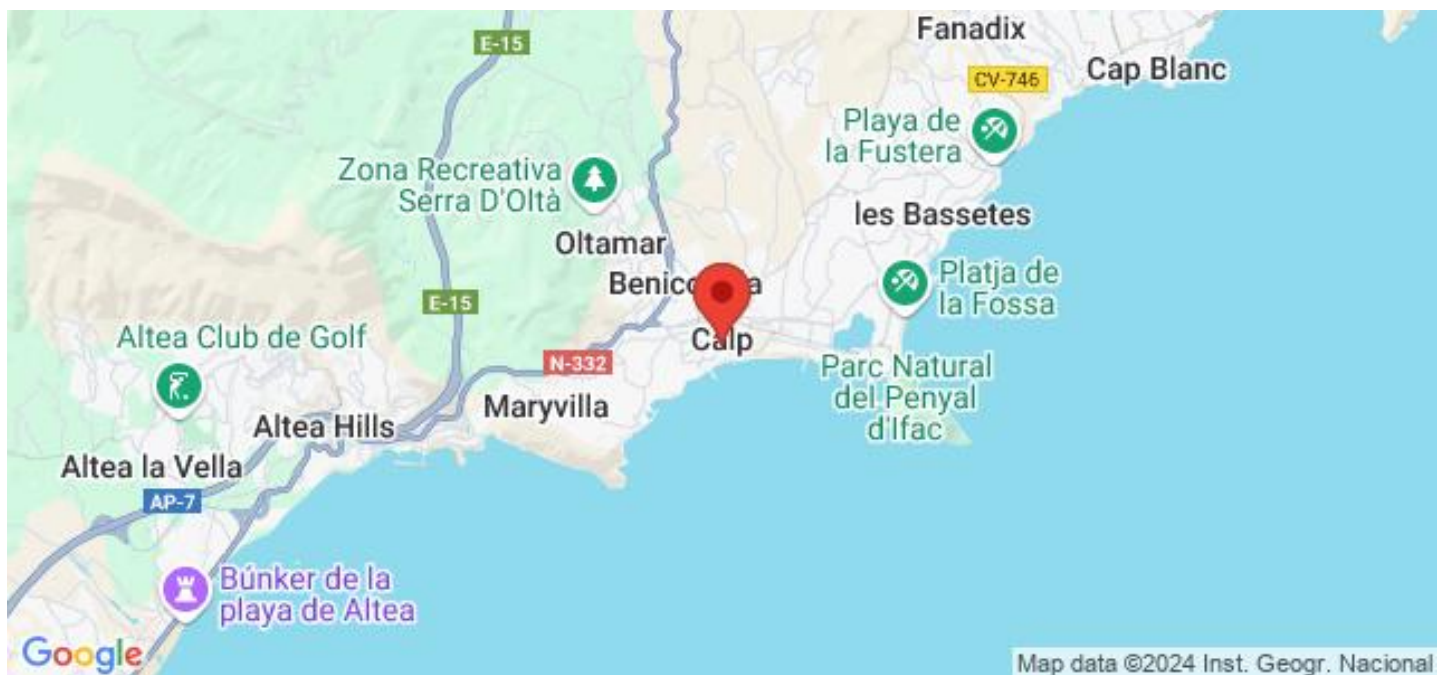 Fanadix
E-15
Cap Blanc
CV-746
Playa de
la Fustera
Zona Recreativa
Serra D'Oltà
les Bassetes
Oltamar
Platja de
la Fossa
E-15
Altea Club de Golf
Calp
N-332
Parc Natural
del Penyal
d'Ifac
Maryvilla
Altea Hills
Altea la Vella
AP-7
Búnker de la
playa de Altea
Google
Map data ©2024 Inst. Geogr. Nacional